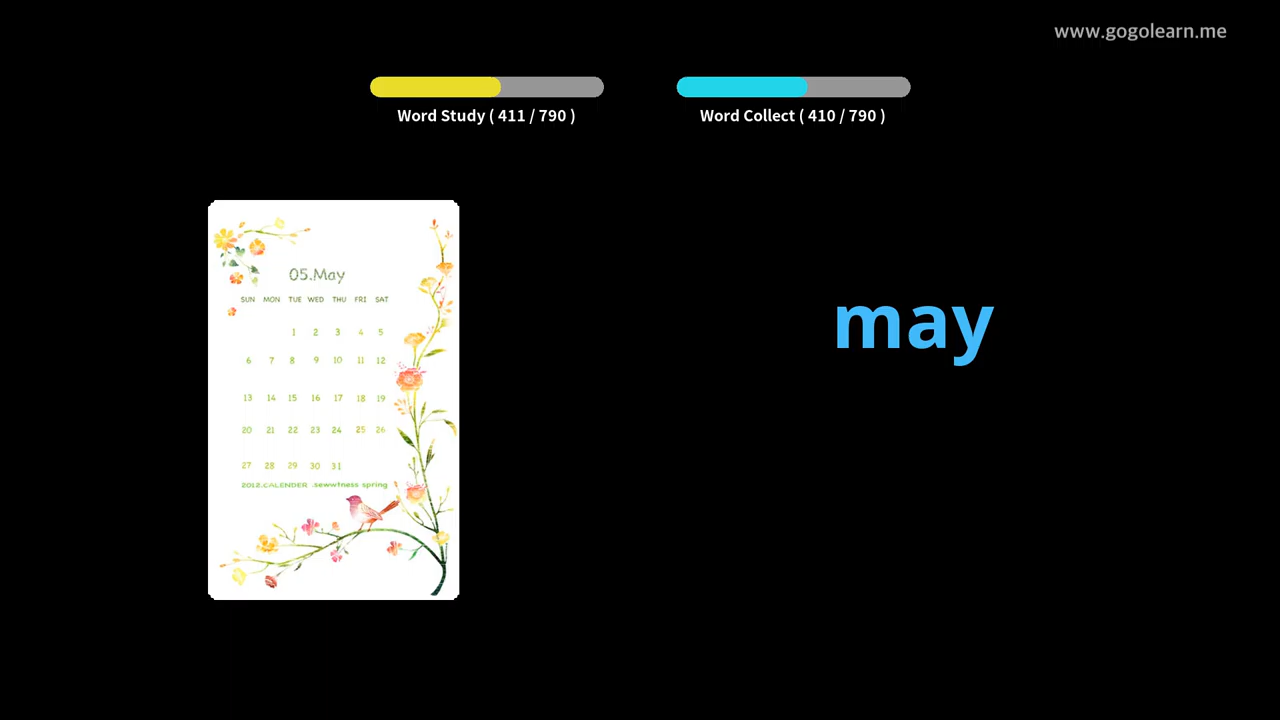 www.gogolearn.me
Word Study ( 411 / 790 )
Word Collect ( 410 / 790 )
05.May
SUN MON TUE WED THU FRI SAT
1 2 3 4 5
6 7 8 9 10 11 12
13 14 15 16 17 18 19
20 21 22 23 24 25 26
27 28 29 30 31
2012.CALENDER .sewwtness spring
may